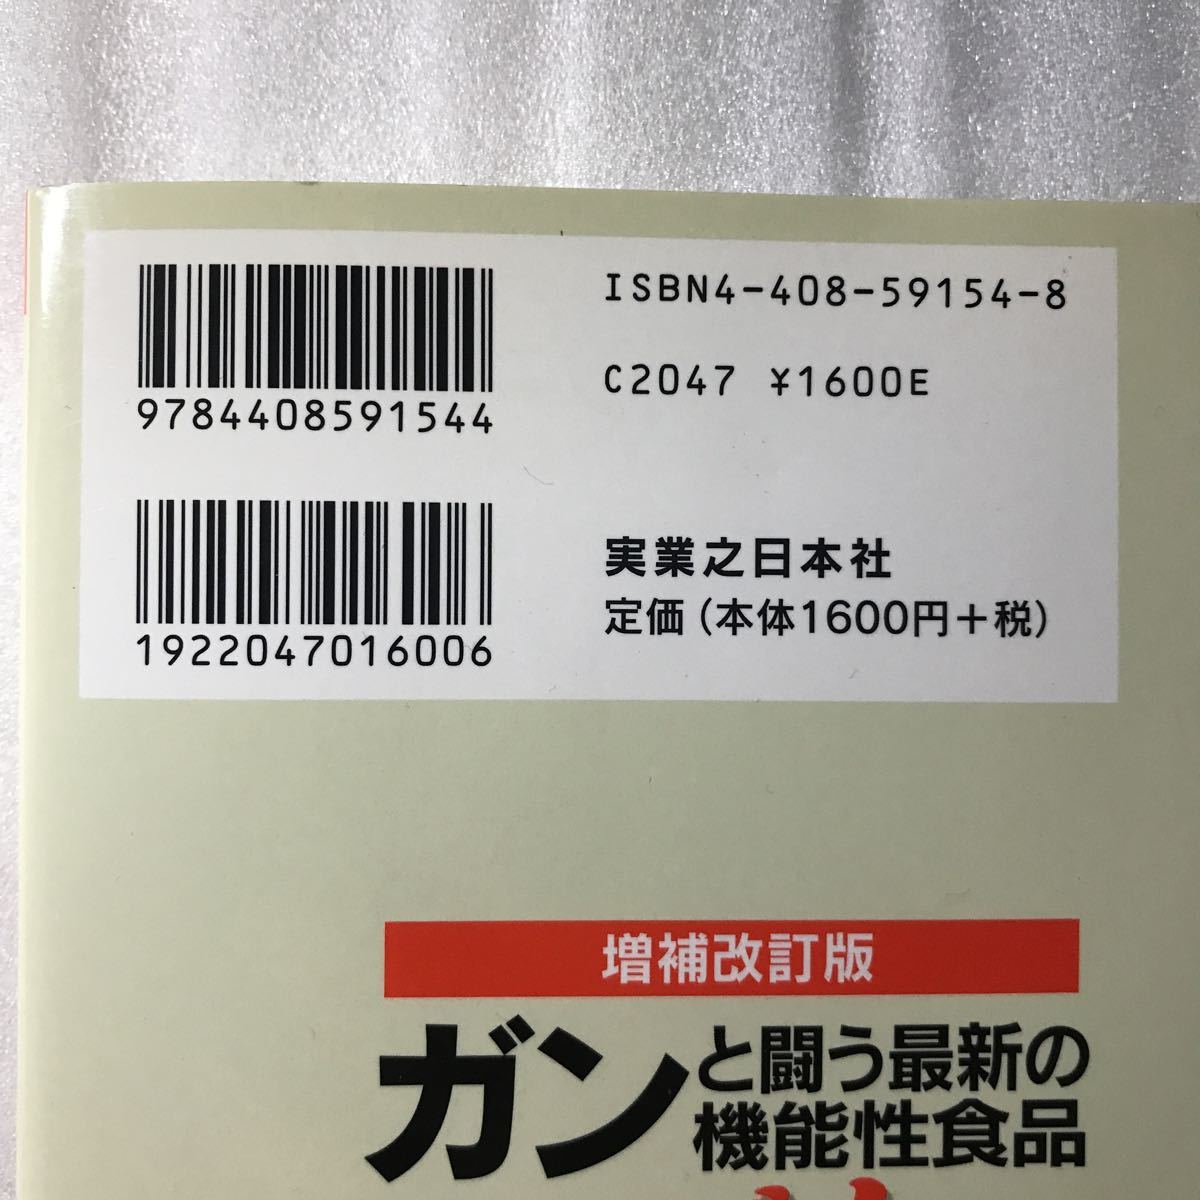 9784408591544
ISBN4-408-59154-8
C2047 ¥1600E
1922047016006
実業之日本社
定価(本体1600円+税)
増補改訂版
ガンと闘う最新の
機能性食品